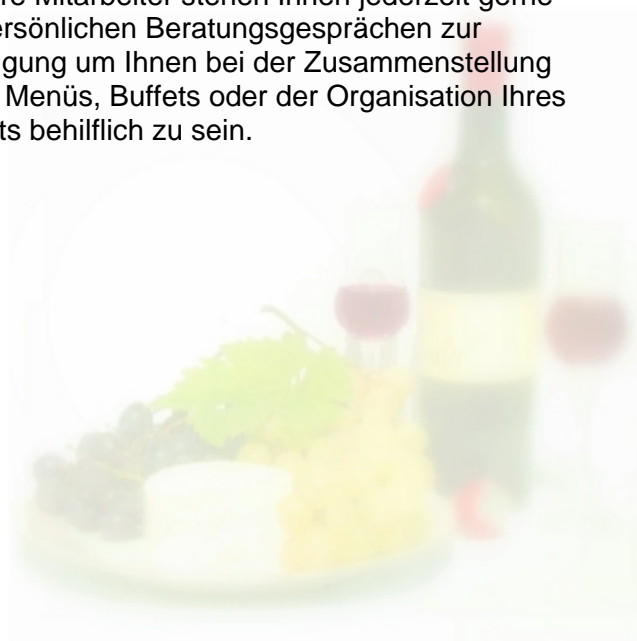 re Mitarbeiter stehen Ihnen jederzeit gerne
ersönlichen Beratungsgesprächen zur
gung um Ihnen bei der Zusammenstellung
Menüs, Buffets oder der Organisation Ihres
ts behilflich zu sein.